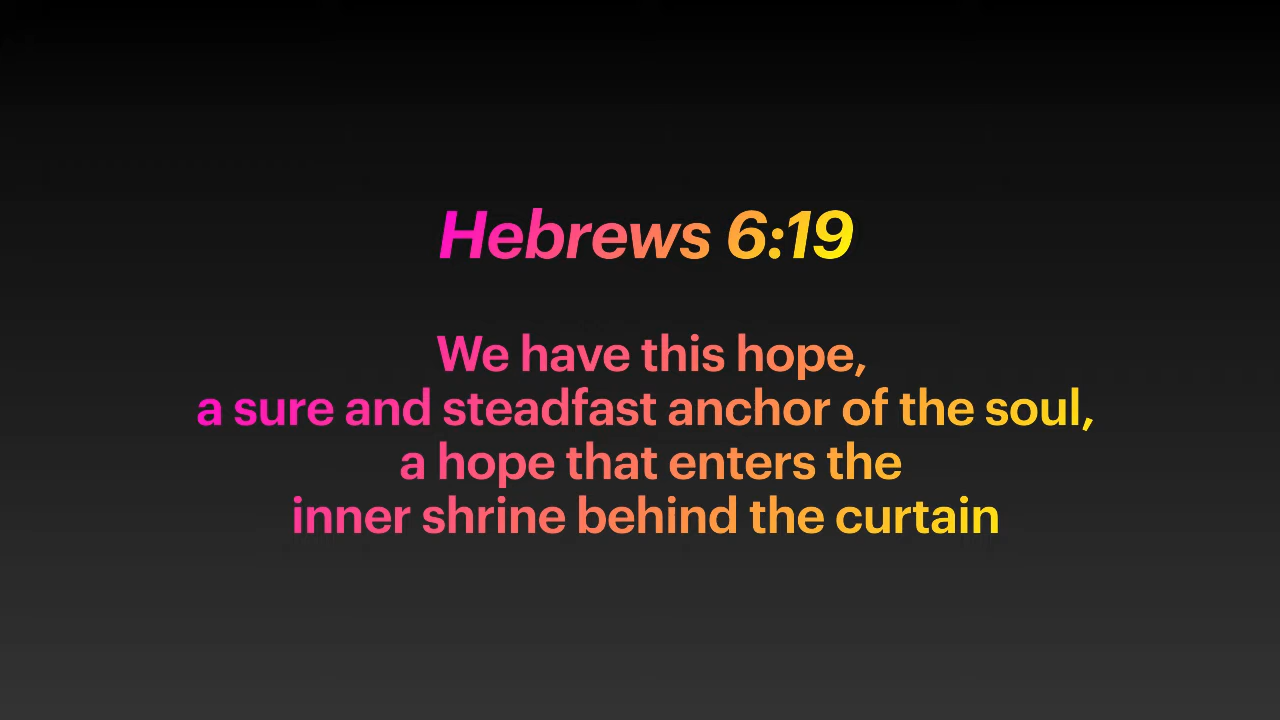 Hebrews 6:19
We have this hope,
a sure and steadfast anchor of the soul,
a hope that enters the
inner shrine behind the curtain